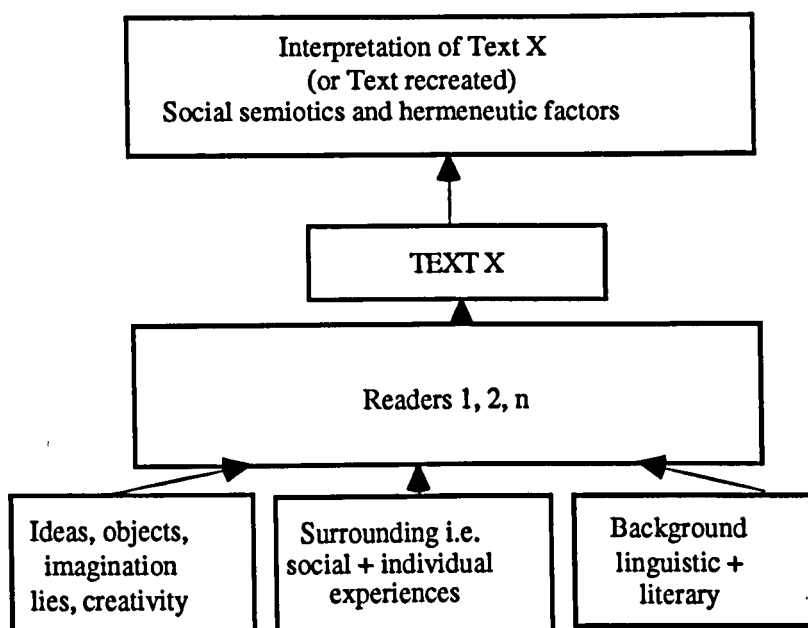 Interpretation of Text X
(or Text recreated)
Social semiotics and hermeneutic factors
TEXT X
Readers 1, 2, n
Ideas, objects,
imagination
lies, creativity
Surrounding i.e.
social + individual
experiences
Background
linguistic +
literary